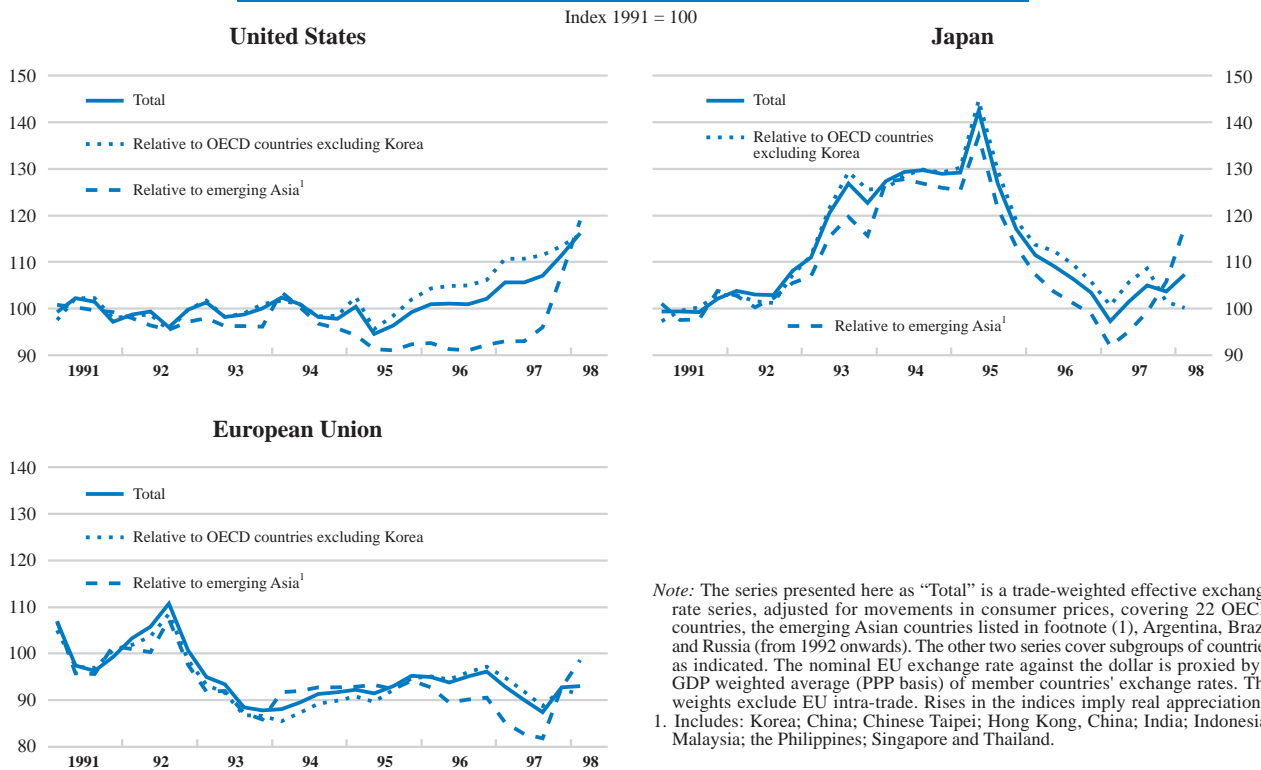 Index 1991 = 100
United States
150
140
130
120
110
100
90
Total
Relative to OECD countries excluding Korea
Relative to emerging Asia1
1991 92 93 94 95 96 97 98
Japan
150
140
130
120
110
100
90
Total
Relative to OECD countries
excluding Korea
Relative to emerging Asia1
1991 92 93 94 95 96 97 98
European Union
140
130
120
110
100
90
80
Total
Relative to OECD countries excluding Korea
Relative to emerging Asia1
1991 92 93 94 95 96 97 98
Note: The series presented here as “Total” is a trade-weighted effective
rate series, adjusted for movements in consumer prices, covering 22
countries, the emerging Asian countries listed in footnote (1), Argentina,
and Russia (from 1992 onwards). The other two series cover subgroups of
as indicated. The nominal EU exchange rate against the dollar is proxied by
GDP weighted average (PPP basis) of member countries' exchange rates.
weights exclude EU intra-trade. Rises in the indices imply real appreciation
1. Includes: Korea; China; Chinese Taipei; Hong Kong, China; India;
Malaysia; the Philippines; Singapore and Thailand.